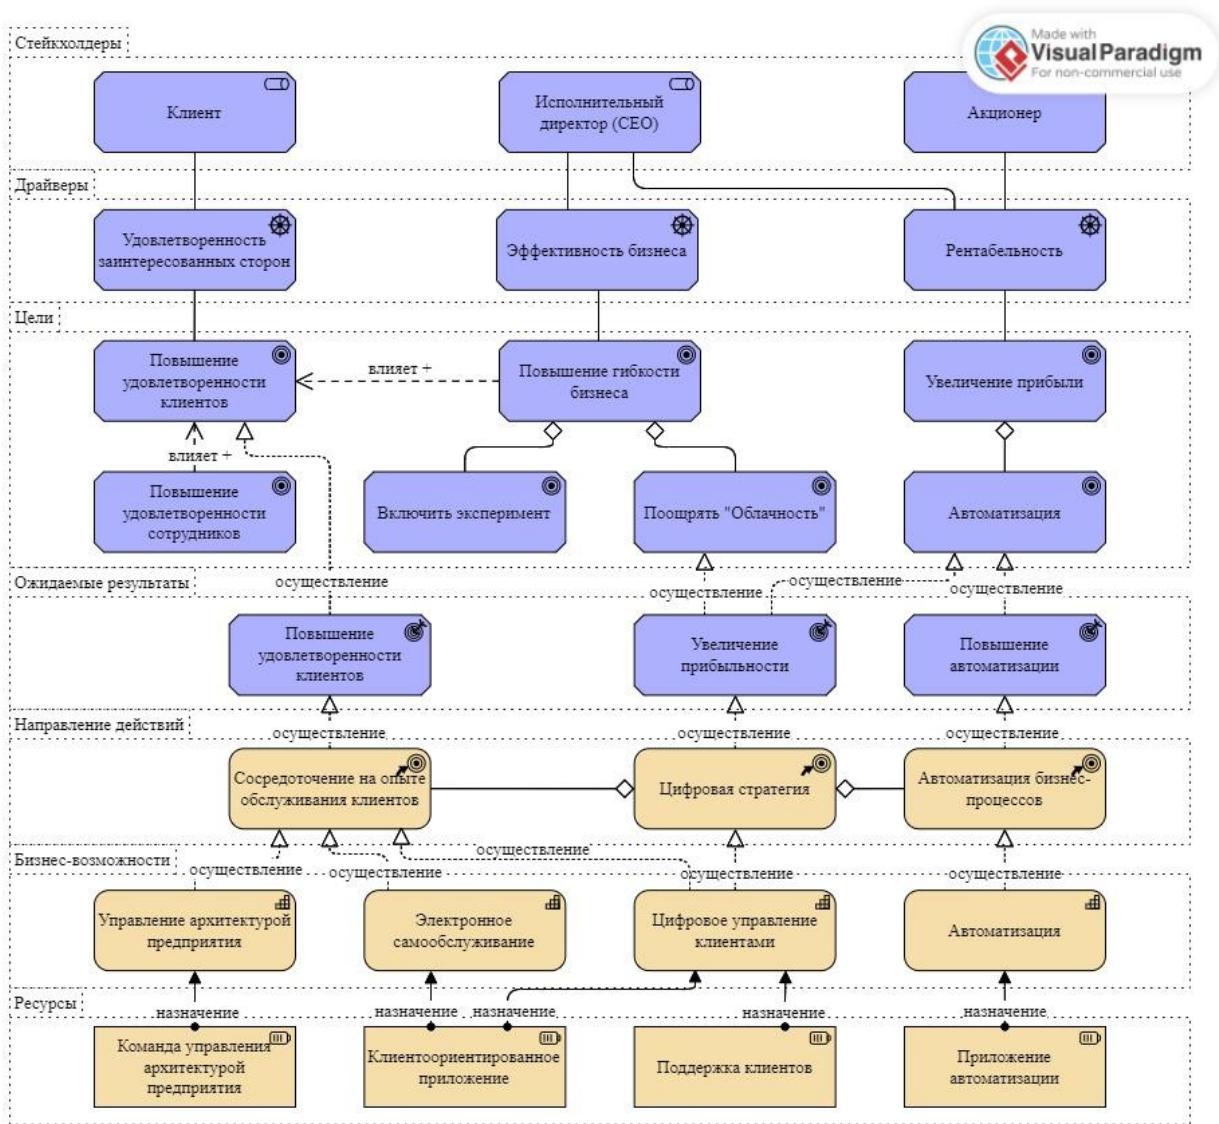 Made with
Visual Paradigm
For non-commercial use
Стейкхолдеры
Клиент
Исполнительный
директор (CEO)
Акционер
Драйверы
Удовлетворенность
заинтересованных сторон
Эффективность бизнеса
Рентабельность
Цели
Повышение
удовлетворенности
клиентов
влияет +
Повышение гибкости
бизнеса
Увеличение прибыли
влияет +
Повышение
удовлетворенности
сотрудников
Включить эксперимент
Поощрять "Облачность"
Автоматизация
Ожидаемые результаты
осуществление
осуществление
осуществление
осуществление
Повышение
удовлетворенности
клиентов
Увеличение
прибыльности
Повышение
автоматизации
Направление действий
осуществление
осуществление
осуществление
Сосредоточение на опыте
обслуживания клиентов
Цифровая стратегия
Автоматизация бизнес-
процессов
Бизнес-возможности
осуществление
осуществление
осуществление
осуществление
осуществление
Управление архитектурой
предприятия
Электронное
самообслуживание
Цифровое управление
клиентами
Автоматизация
Ресурсы
назначение
назначение
назначение
назначение
назначение
Команда управления
архитектурой
предприятия
Клиентоориентированное
приложение
Поддержка клиентов
Приложение
автоматизации